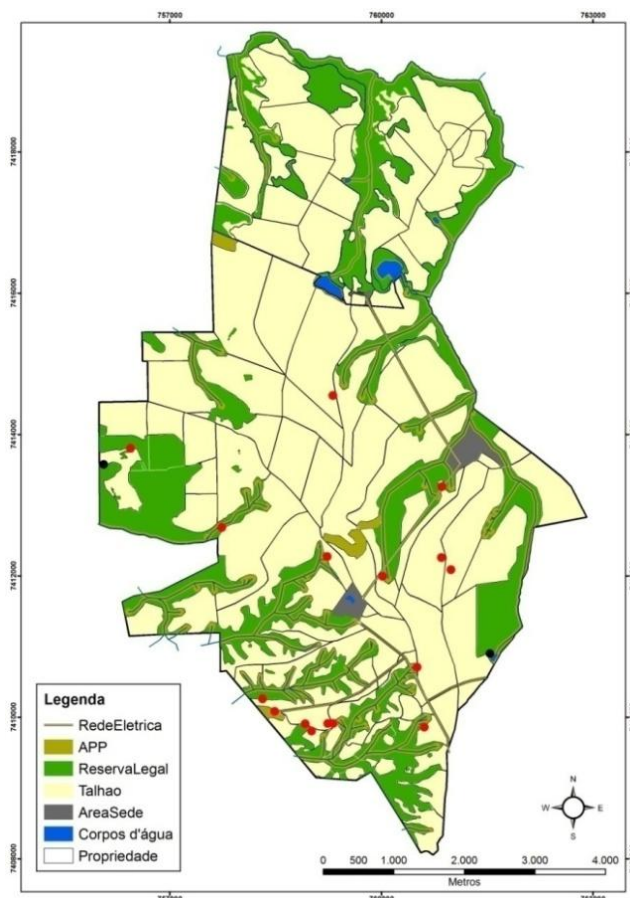 757000 760000 763000
7418000
7416000
7414000
7412000
7410000
7408000
Legenda
RedeEletrica
APP
ReservaLegal
Talhao
AreaSede
Corpos d'água
Propriedade
N
W E
S
0 500 1.000 2.000 3.000 4.000
Metros